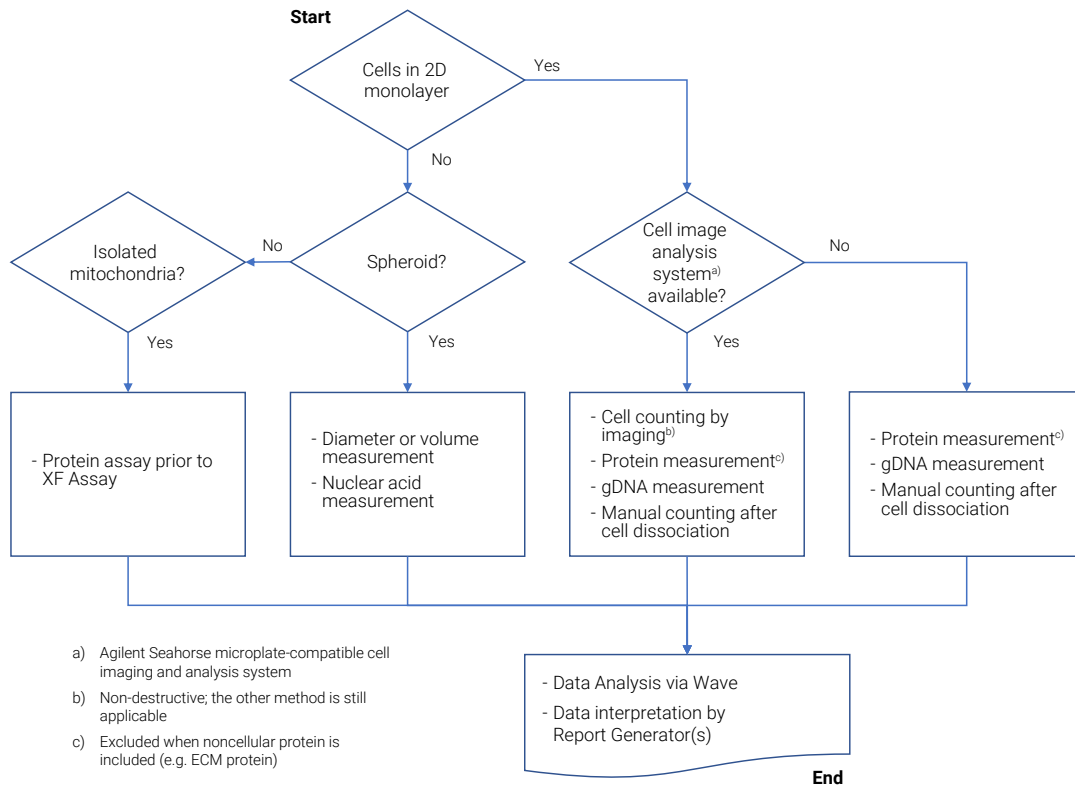 Start
Cells in 2D
monolayer
Yes
No
Isolated
mitochondria?
No
Spheroid?
Cell image
analysis
system a)
available?
No
Yes
Yes
Yes
- Protein assay prior to
XF Assay
- Diameter or volume
measurement
- Nuclear acid
measurement
- Cell counting by
imaging b)
- Protein measurement c)
- gDNA measurement
- Manual counting after
cell dissociation
- Protein measurement c)
- gDNA measurement
- Manual counting after
cell dissociation
a) Agilent Seahorse microplate-compatible cell
imaging and analysis system
b) Non-destructive; the other method is still
applicable
c) Excluded when noncellular protein is
included (e.g. ECM protein)
- Data Analysis via Wave
- Data interpretation by
Report Generator(s)
End